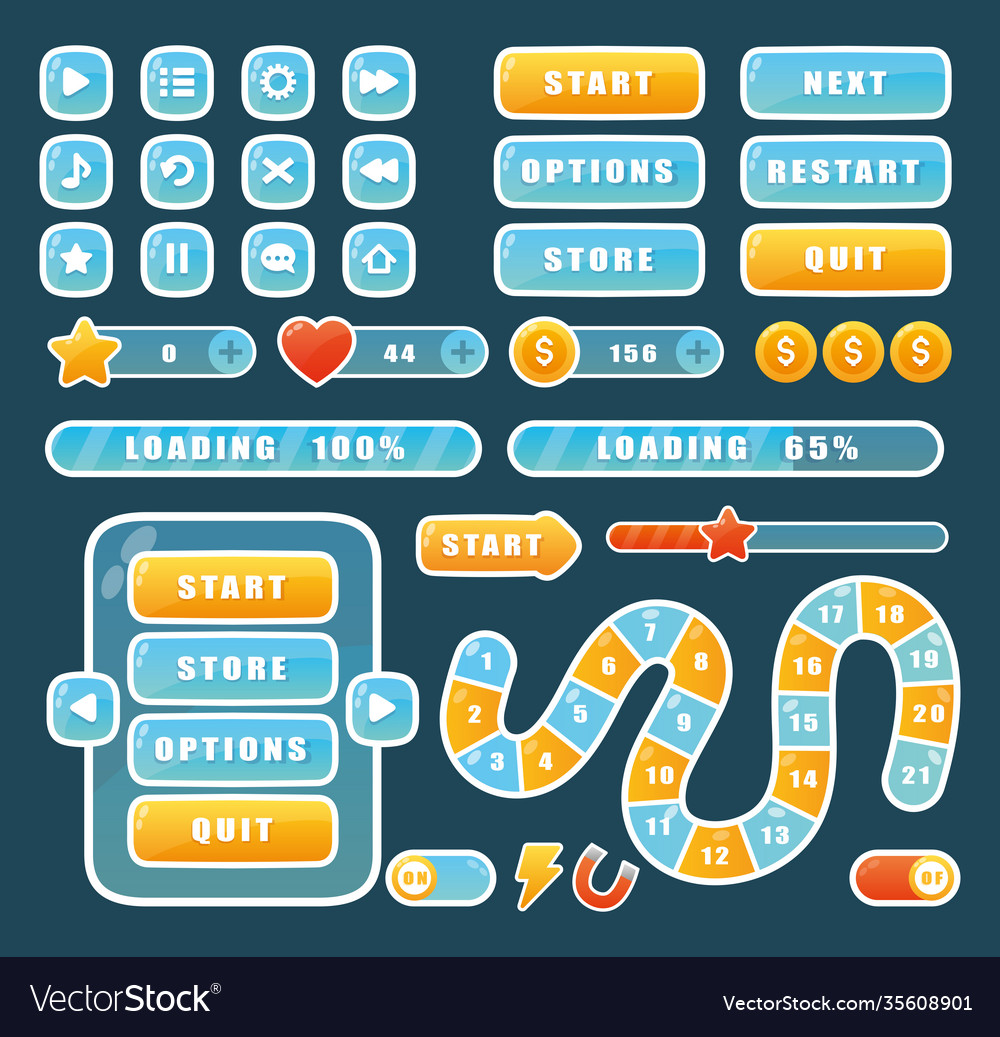 START
NEXT
OPTIONS
RESTART
STORE
QUIT
0
44
$
156
$
$
$
LOADING 100%
LOADING 65%
START
START
STORE
OPTIONS
QUIT
1
2
3
4
5
6
7
8
9
10
11
12
13
14
15
16
17
18
19
20
21
ON
OF
VectorStock®
VectorStock.com/35608901